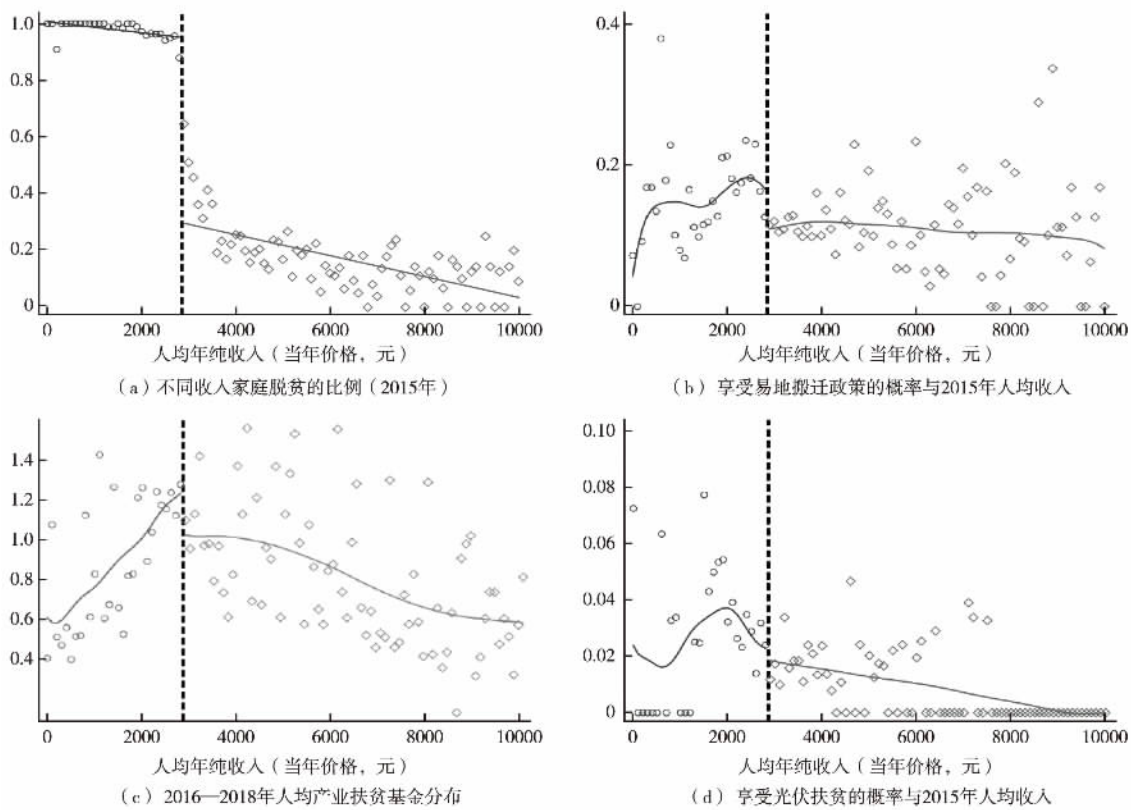 1.0
0.8
0.6
0.4
0.2
0
0 2000 4000 6000 8000 10000
人均年纯收入（当年价格，元）
（a）不同收入家庭脱贫的比例（2015年）
0.4
0.2
0
0 2000 4000 6000 8000 10000
人均年纯收入（当年价格，元）
（b）享受易地搬迁政策的概率与2015年人均收入
1.4
1.2
1.0
0.8
0.6
0.4
0 2000 4000 6000 8000 10000
人均年纯收入（当年价格，元）
（c）2016—2018年人均产业扶贫基金分布
0.10
0.08
0.06
0.04
0.02
0
0 2000 4000 6000 8000 10000
人均年纯收入（当年价格，元）
（d）享受光伏扶贫的概率与2015年人均收入